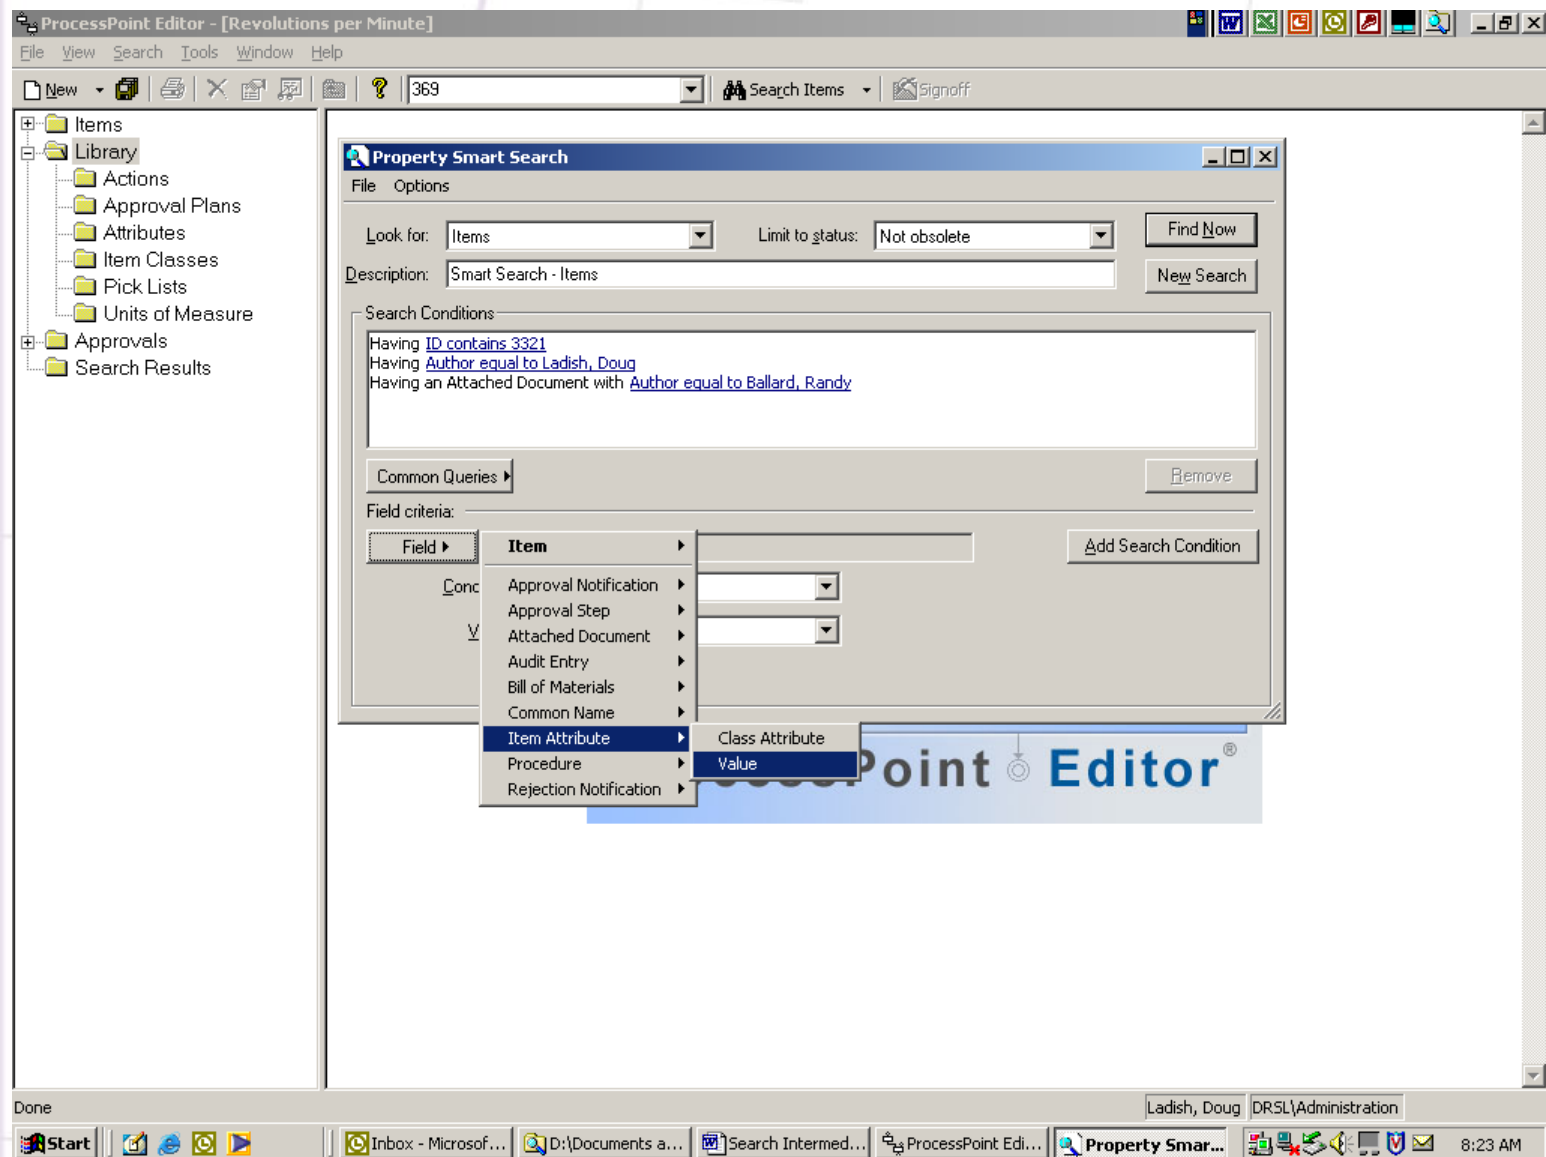 ProcessPoint Editor - [Revolutions per Minute]
File View Search Tools Window Help
New 369 Search Items Signoff
Items
Library
Actions
Approval Plans
Attributes
Item Classes
Pick Lists
Units of Measure
Approvals
Search Results
Property Smart Search
File Options
Look for: Items Limit to status: Not obsolete Find Now
Description: Smart Search - Items New Search
Search Conditions
Having ID contains 3321
Having Author equal to Ladish, Doug
Having an Attached Document with Author equal to Ballard, Randy
Common Queries Remove
Field criteria:
Field Item Add Search Condition
Conc
V
Approval Notification
Approval Step
Attached Document
Audit Entry
Bill of Materials
Common Name
Item Attribute
Procedure
Rejection Notification
Class Attribute
Value
Point Editor®
Done Ladish, Doug DRSL\Administration
Start Inbox - Microsof... D:\Documents a... Search Intermed... ProcessPoint Edi... Property Smar... 8:23 AM